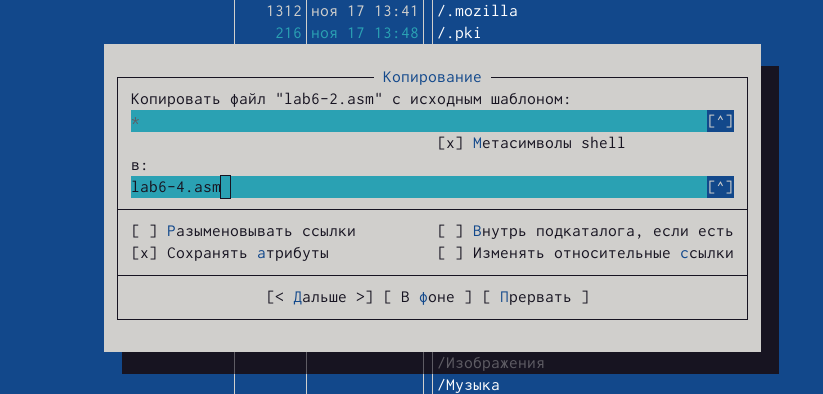 1312 ноя 17 13:41 /.mozilla
216 ноя 17 13:48 /.pki
Копирование
Копировать файл "lab6-2.asm" с исходным шаблоном:
* [^]
[x] Метасимволы shell
в:
lab6-4.asm [^]
[ ] Разыменовывать ссылки [ ] Внутрь подкаталога, если есть
[x] Сохранять атрибуты [ ] Изменять относительные ссылки
[< Дальше >] [ В фоне ] [ Прервать ]
/Изображения
/Музыка